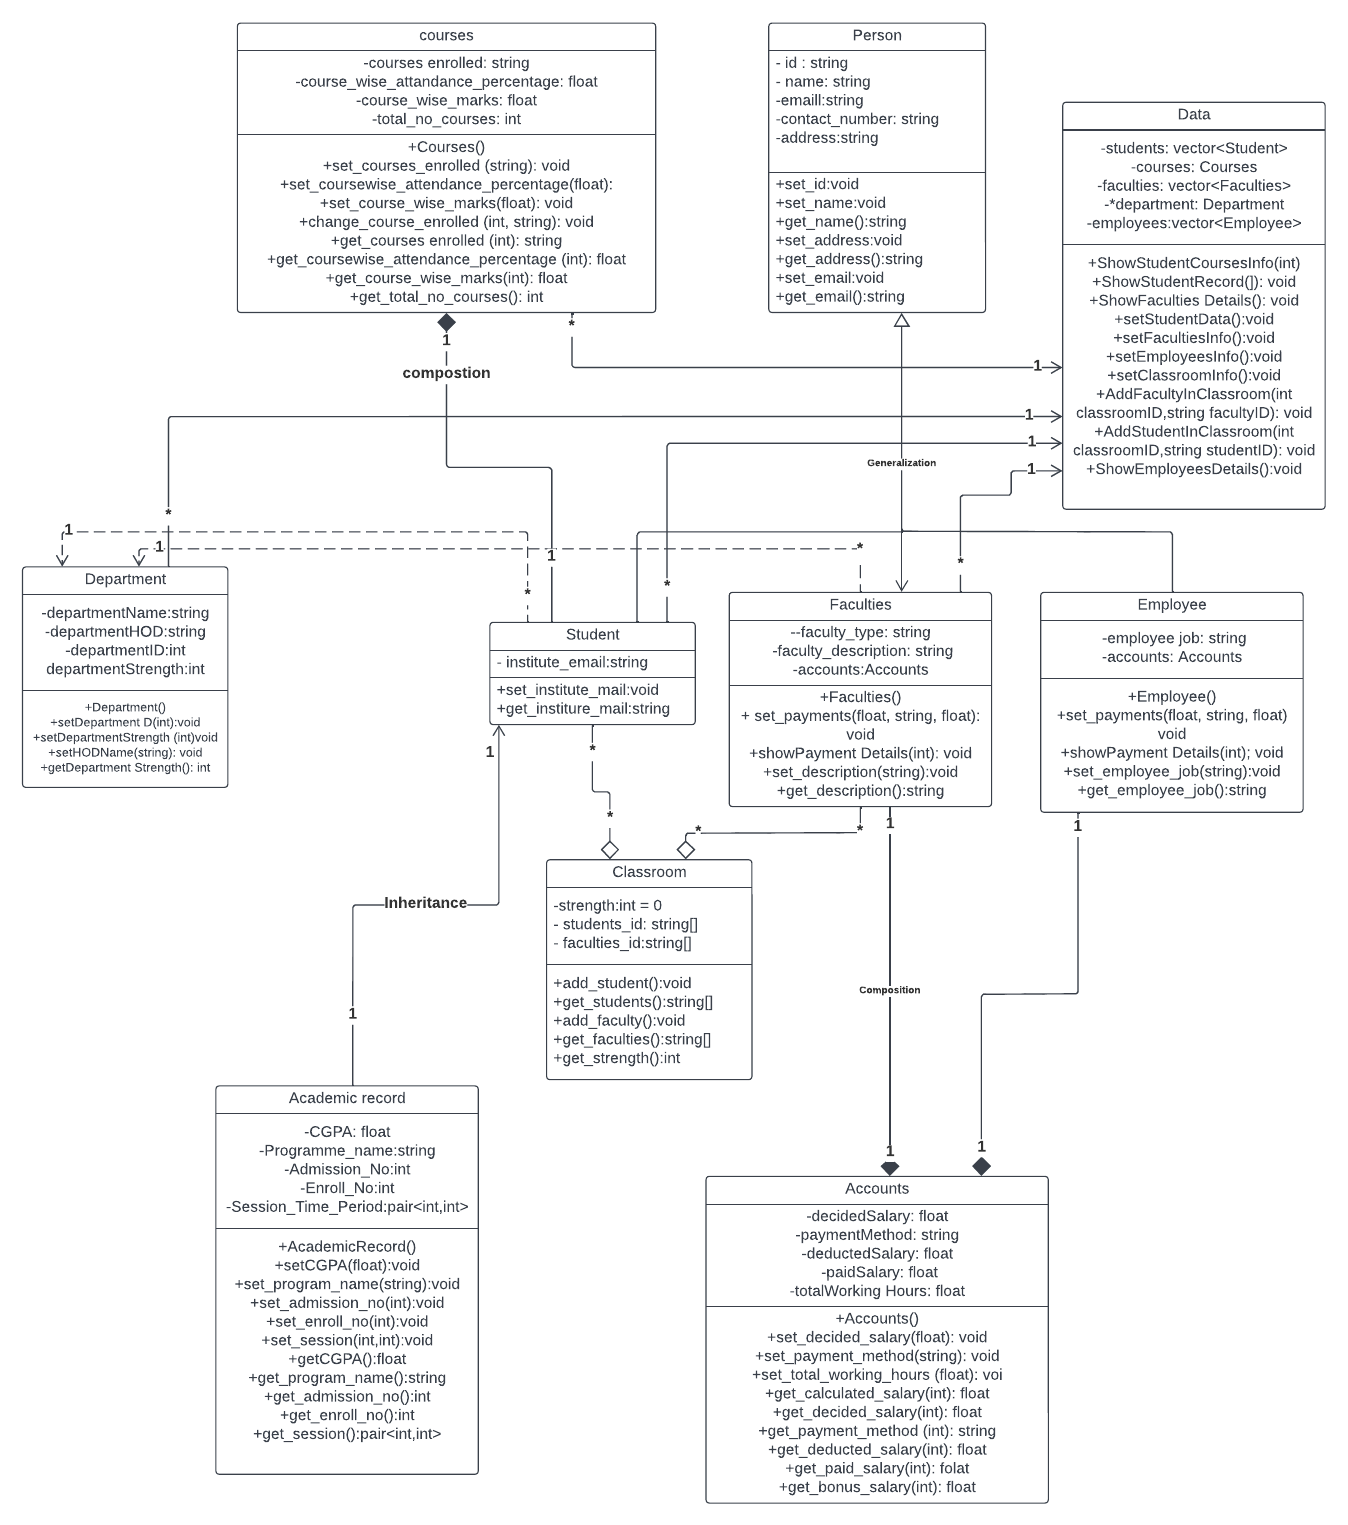 courses
-courses enrolled: string
-course_wise_attandance_percentage: float
-course_wise_marks: float
-total_no_courses: int
+Courses()
+set_courses_enrolled (string): void
+set_coursewise_attendance_percentage(float):
+set_course_wise_marks(float): void
+change_course_enrolled (int, string): void
+get_courses enrolled (int): string
+get_coursewise_attendance_percentage (int): float
+get_course_wise_marks(int): float
+get_total_no_courses(): int
Person
- id : string
- name: string
-emaill:string
-contact_number: string
-address:string
+set_id:void
+set_name:void
+get_name():string
+set_address:void
+get_address():string
+set_email:void
+get_email():string
Data
-students: vector<Student>
-courses: Courses
-faculties: vector<Faculties>
-*department: Department
-employees:vector<Employee>
+ShowStudentCoursesInfo(int)
+ShowStudentRecord(]): void
+ShowFaculties Details(): void
+setStudentData():void
+setFacultiesInfo():void
+setEmployeesInfo():void
+setClassroomInfo():void
+AddFacultyInClassroom(int
classroomID,string facultyID): void
+AddStudentInClassroom(int
classroomID,string studentID): void
+ShowEmployeesDetails():void
*
1
compostion
1
1
1
Generalization
1
*
1
1
*
1
*
*
*
Department
-departmentName:string
-departmentHOD:string
-departmentID:int
departmentStrength:int
+Department()
+setDepartment D(int):void
+setDepartmentStrength (int)void
+setHODName(string): void
+getDepartment Strength(): int
Student
- institute_email:string
+set_institute_mail:void
+get_institure_mail:string
Faculties
--faculty_type: string
-faculty_description: string
-accounts:Accounts
+Faculties()
+ set_payments(float, string, float):
void
+showPayment Details(int): void
+set_description(string):void
+get_description():string
Employee
-employee job: string
-accounts: Accounts
+Employee()
+set_payments(float, string, float)
void
+showPayment Details(int); void
+set_employee_job(string):void
+get_employee_job():string
1
*
*
*
*
1
1
Classroom
-strength:int = 0
- students_id: string[]
- faculties_id:string[]
+add_student():void
+get_students():string[]
+add_faculty():void
+get_faculties():string[]
+get_strength():int
Inheritance
1
Composition
1
1
Academic record
-CGPA: float
-Programme_name:string
-Admission_No:int
-Enroll_No:int
-Session_Time_Period:pair<int,int>
+AcademicRecord()
+setCGPA(float):void
+set_program_name(string):void
+set_admission_no(int):void
+set_enroll_no(int):void
+set_session(int,int):void
+getCGPA():float
+get_program_name():string
+get_admission_no():int
+get_enroll_no():int
+get_session():pair<int,int>
Accounts
-decidedSalary: float
-paymentMethod: string
-deductedSalary: float
-paidSalary: float
-totalWorking Hours: float
+Accounts()
+set_decided_salary(float): void
+set_payment_method(string): void
+set_total_working_hours (float): voi
+get_calculated_salary(int): float
+get_decided_salary(int): float
+get_payment_method (int): string
+get_deducted_salary(int): float
+get_paid_salary(int): folat
+get_bonus_salary(int): float